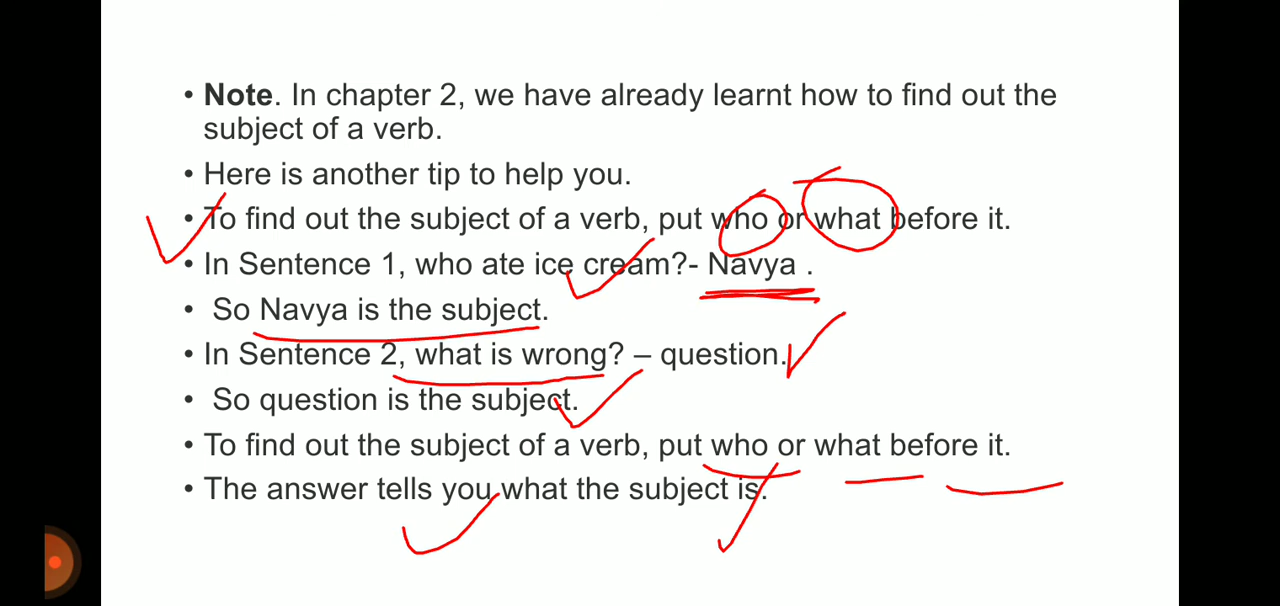 • Note. In chapter 2, we have already learnt how to find out the
subject of a verb.
• Here is another tip to help you.
• To find out the subject of a verb, put who or what before it.
• In Sentence 1, who ate ice cream?- Navya .
• So Navya is the subject.
• In Sentence 2, what is wrong? – question.
• So question is the subject.
• To find out the subject of a verb, put who or what before it.
• The answer tells you what the subject is.